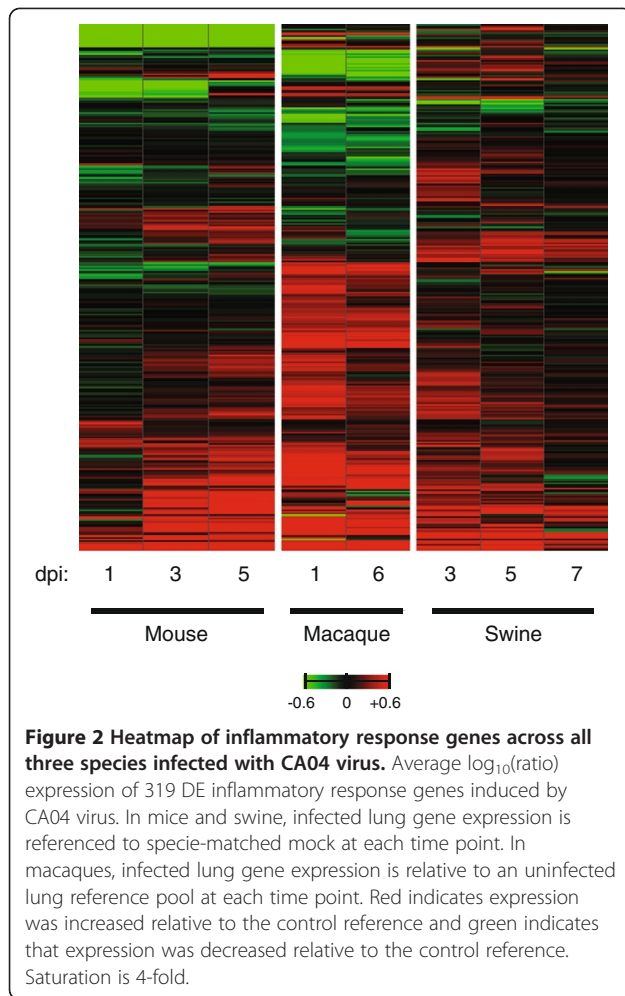 dpi: 1 3 5 1 6 3 5 7
Mouse Macaque Swine
-0.6 0 +0.6
Figure 2 Heatmap of inflammatory response genes across all
three species infected with CA04 virus. Average log₁₀(ratio)
expression of 319 DE inflammatory response genes induced by
CA04 virus. In mice and swine, infected lung gene expression is
referenced to specie-matched mock at each time point. In
macaques, infected lung gene expression is relative to an uninfected
lung reference pool at each time point. Red indicates expression
was increased relative to the control reference and green indicates
that expression was decreased relative to the control reference.
Saturation is 4-fold.